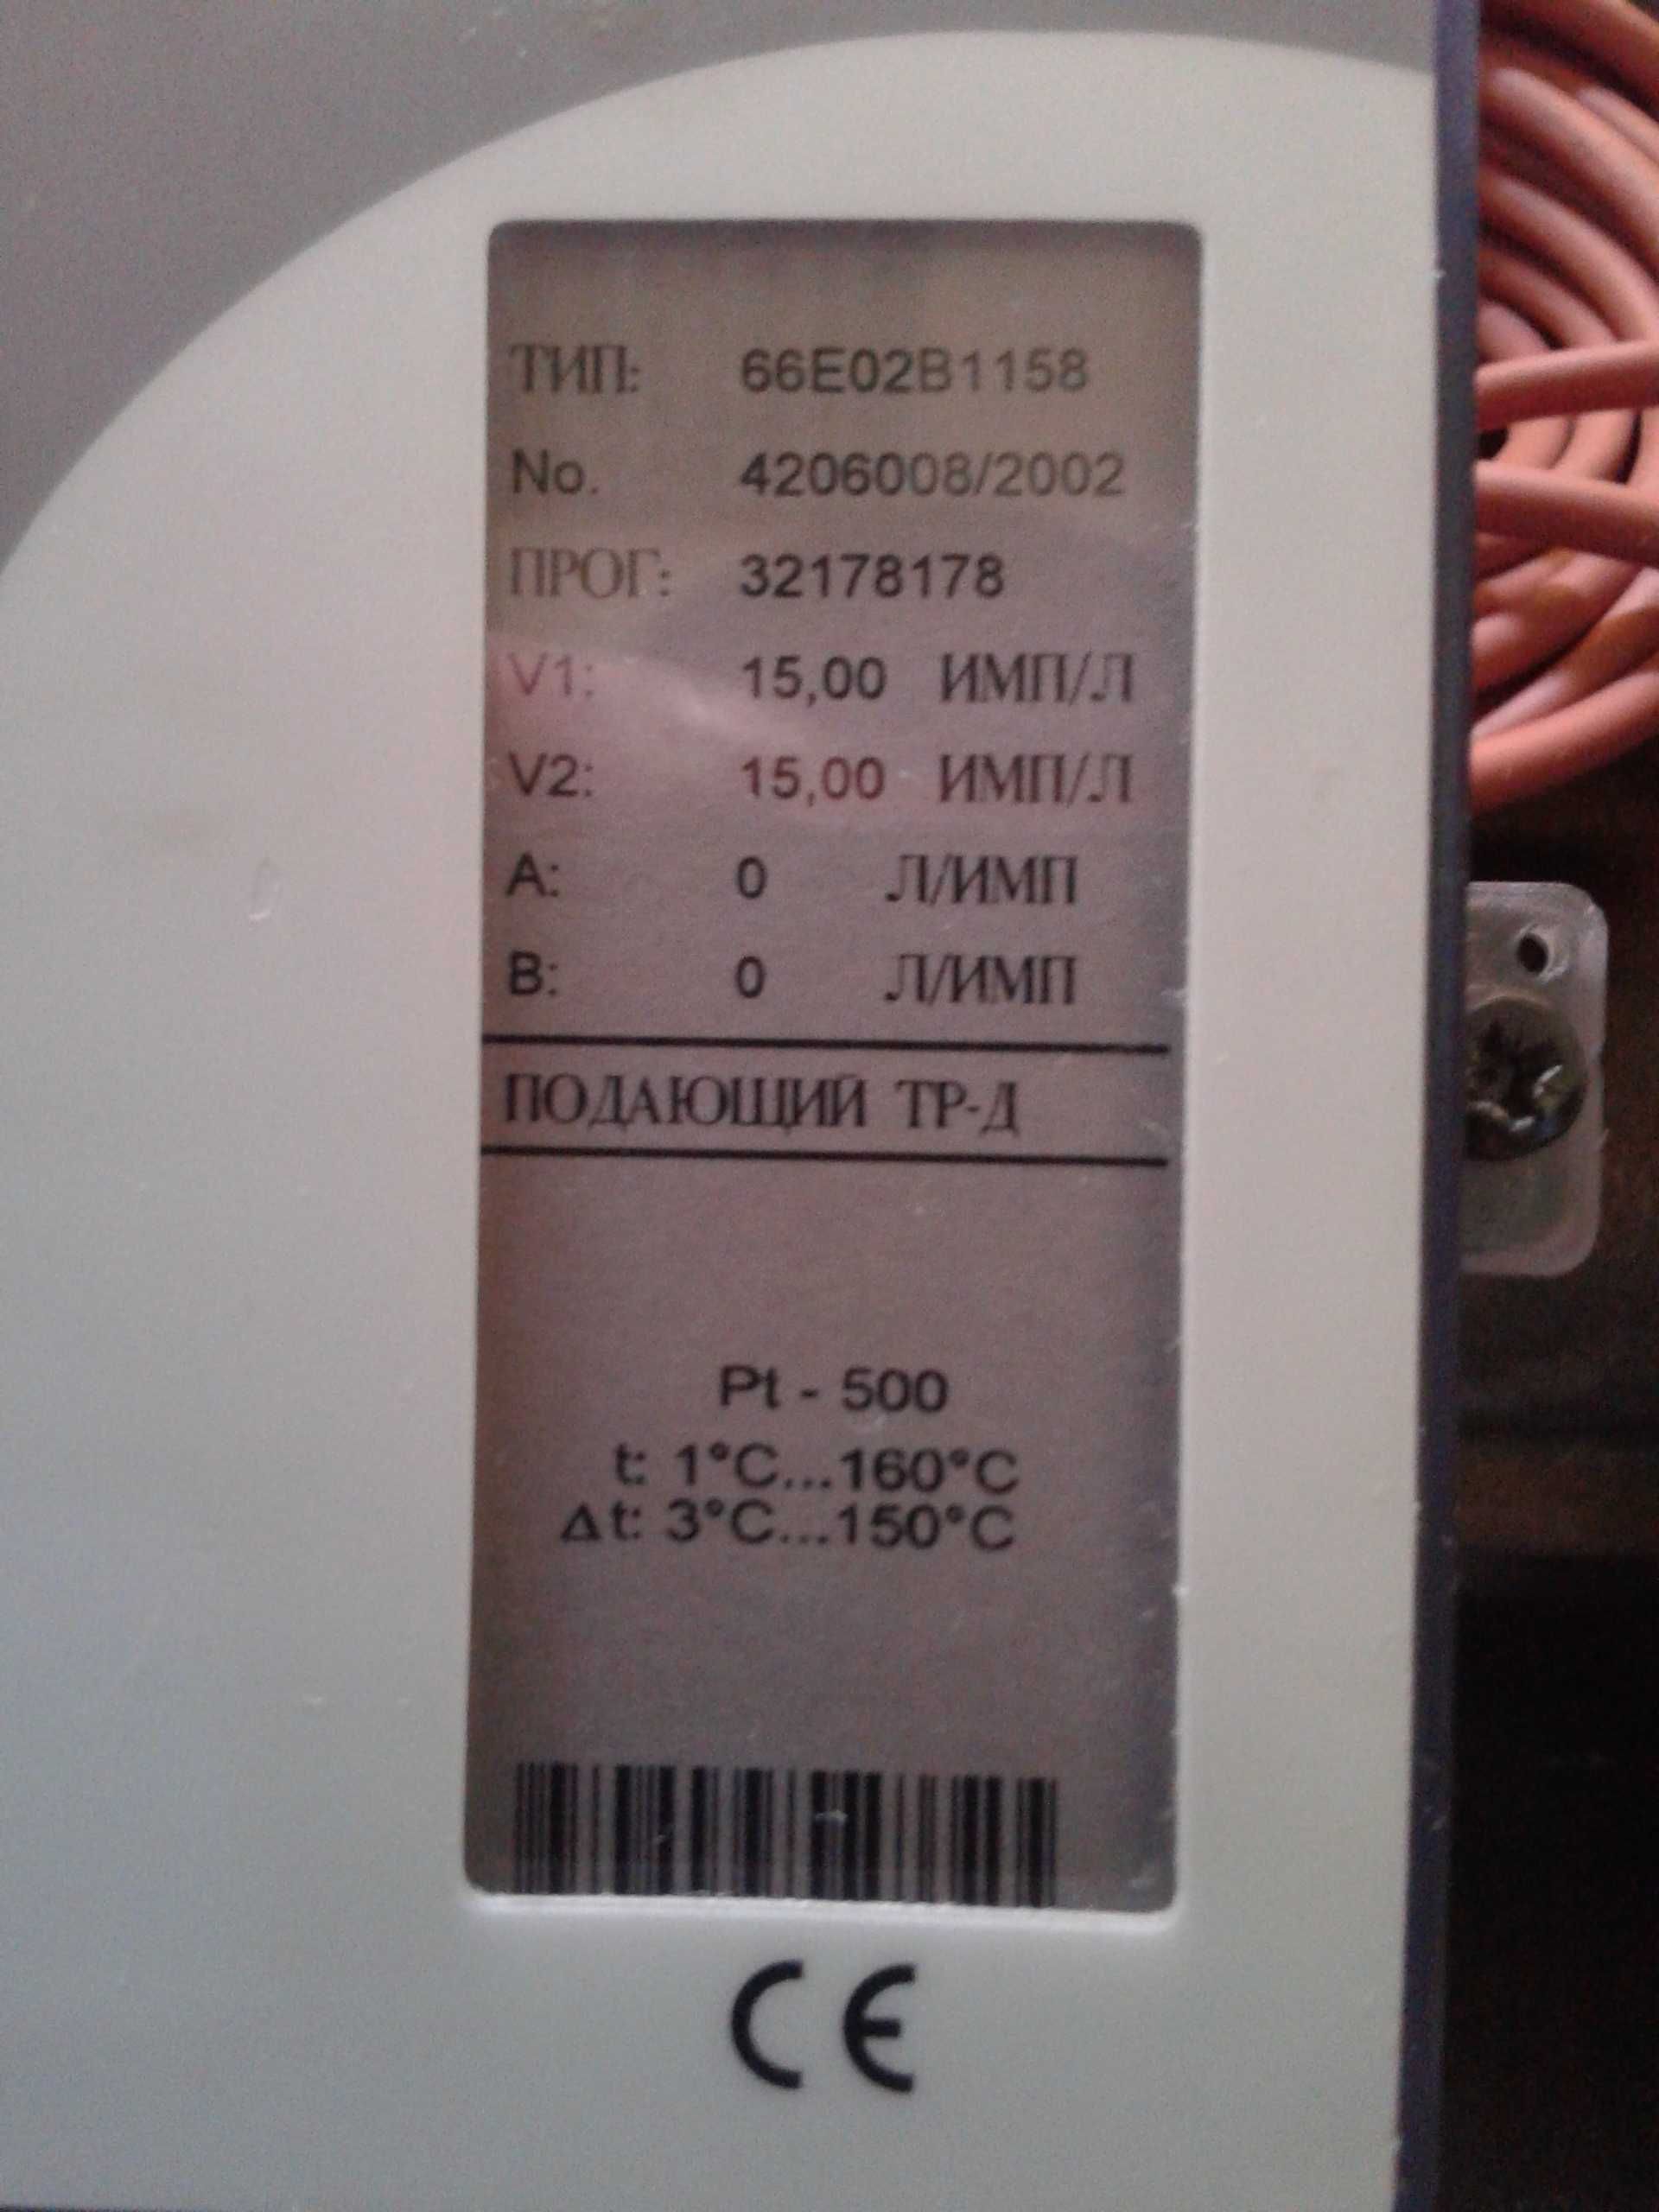 ТИП: 66E02B1158
No. 4206008/2002
ПРОГ: 32178178
V1: 15,00 ИМП/Л
V2: 15,00 ИМП/Л
A: 0 Л/ИМП
B: 0 Л/ИМП
ПОДАЮЩИЙ ТР-Д
Pt - 500
t: 1°C...160°C
Δt: 3°C...150°C
CE